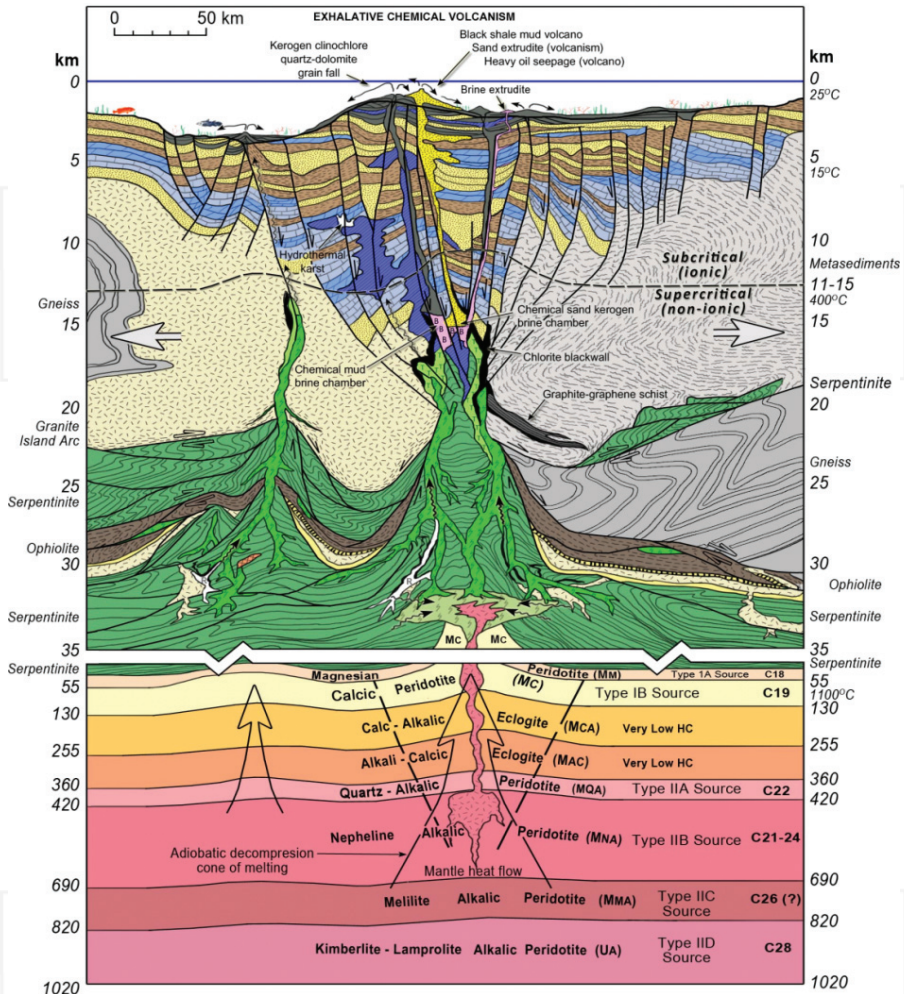 0 50 km
EXHALATIVE CHEMICAL VOLCANISM
Kerogen clinochlore
quartz-dolomite
grain fall
Black shale mud volcano
Sand extrudite (volcanism)
Heavy oil seepage (volcano)
Brine extrudite
km
0
5
10
Gneiss
15
20
Granite
Island Arc
25
Serpentinite
Ophiolite
30
Serpentinite
35
km
0
25°C
5
15°C
10
Metasediments
11-15
400°C
15
Serpentinite
20
Gneiss
25
30
Ophiolite
Serpentinite
35
Hydrothermal
karst
Subcritical
(ionic)
Supercritical
(non-ionic)
Chemical sand kerogen
brine chamber
B
B
B
B
B
Chlorite blackwall
Chemical mud
brine chamber
Graphite-graphene schist
R
R
MC
MC
Serpentinite
55
130
255
360
420
690
820
1020
Serpentinite
55
1100°C
130
255
360
420
690
820
1020
Magnesian Peridotite (MM) Type 1A Source C18
Calcic Peridotite (MC) Type IB Source C19
Calc - Alkalic Eclogite (MCA) Very Low HC
Alkali - Calcic Eclogite (MAC) Very Low HC
Quartz - Alkalic Peridotite (MQA) Type IIA Source C22
Nepheline Alkalic Peridotite (MNA) Type IIB Source C21-24
Adiobatic decompresion
cone of melting
Mantle heat flow
Melilite Alkalic Peridotite (MMA) Type IIC
Source
C26 (?)
Kimberlite - Lamprolite Alkalic Peridotite (UA) Type IID
Source
C28